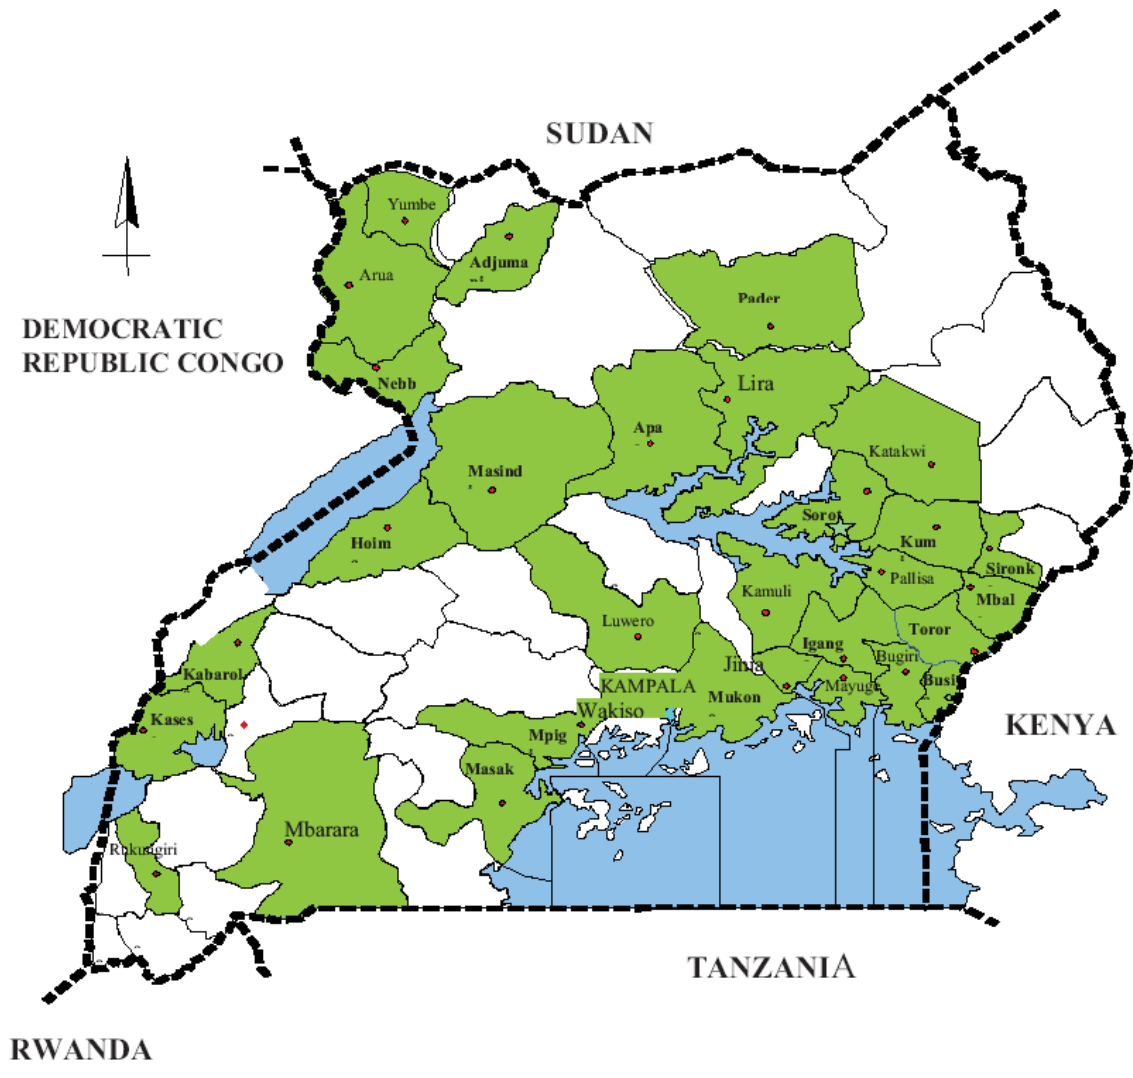 SUDAN
Yumbe
Adjuma
Arua
Pader
DEMOCRATIC
REPUBLIC CONGO
Nebb
Lira
Apa
Katakwi
Masind
Sorot
Hoim
Kum
Sironk
Pallisa
Kamuli
Mbal
Luwero
Toror
Igang
Bugiri
Jinja
Kabarol
Busi
KAMPALA
Mayuge
Mukon
Wakiso
Kases
KENYA
Mpig
Masak
Mbarara
Rukungiri
TANZANIA
RWANDA